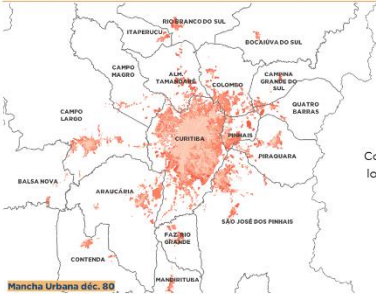 RIO BRANCO DO SUL
ITAPERUÇU
BOCAIÚVA DO SUL
CAMPO
MAGRO
ALM.
TAMANDARÉ
COLOMBO
CAMPINA
GRANDE DO
SUL
QUATRO
BARRAS
CAMPO
LARGO
CURITIBA
PINHAIS
PIRAQUARA
BALSA NOVA
ARAUCÁRIA
SÃO JOSÉ DOS PINHAIS
FAZ. RIO
GRANDE
CONTENDA
MANDIRITUBA
Mancha Urbana déc. 80